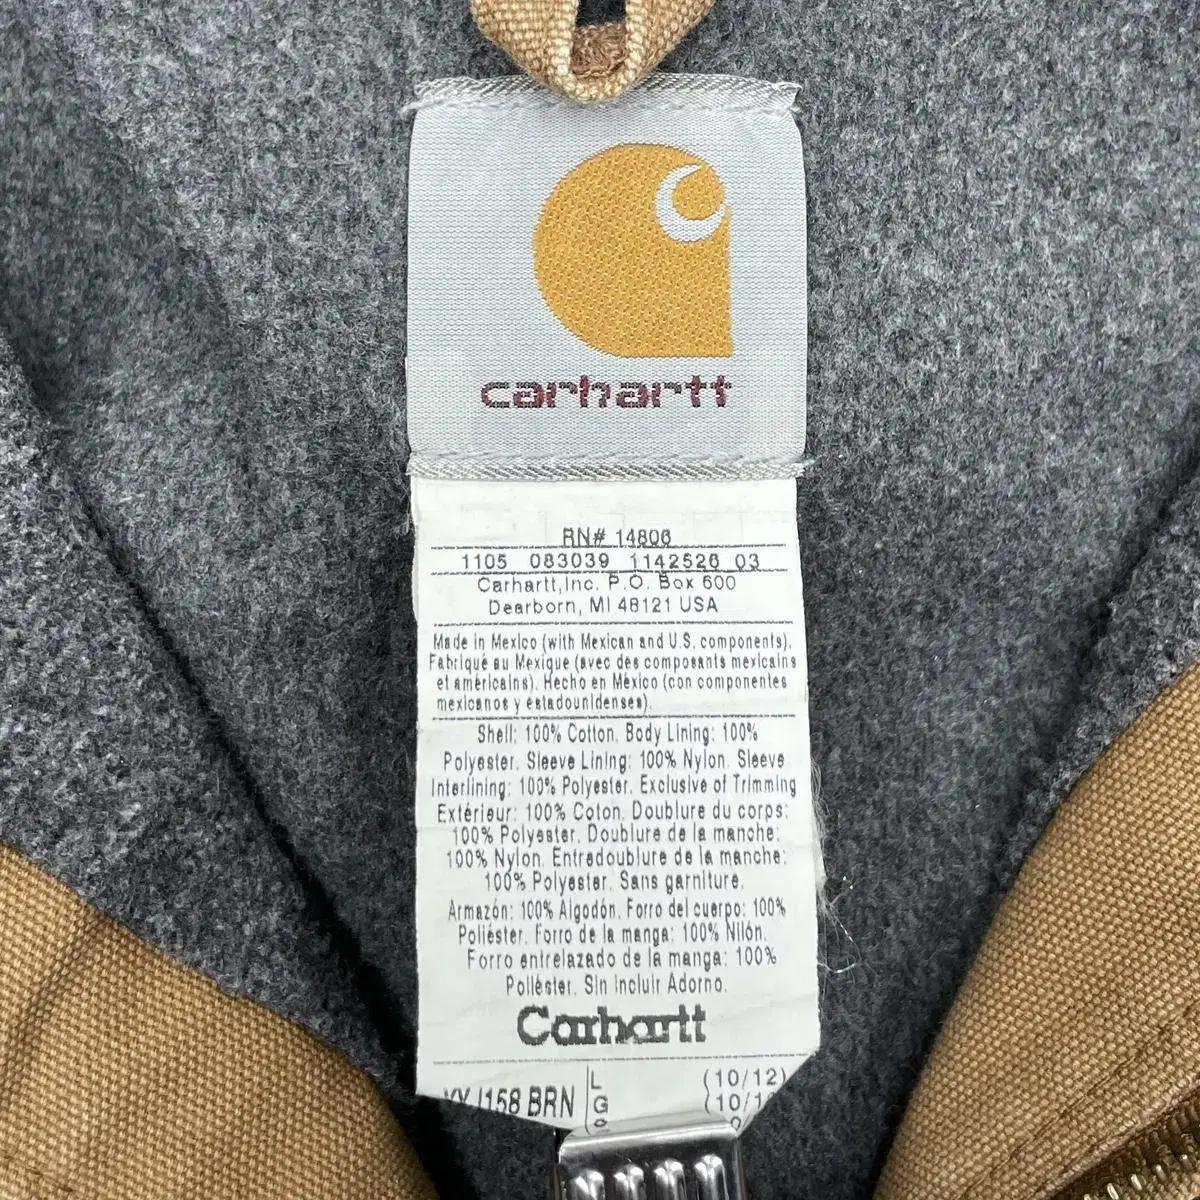 carhartt
RN# 14806
1105 083039 1142526 03
Carhartt, Inc. P.O. Box 600
Dearborn, MI 48121 USA
Made in Mexico (with Mexican and U.S. components).
Fabriqué au Mexique (avec des composants mexicains
et américains). Hecho en México (con componentes
mexicanos y estadounidenses).
Shell: 100% Cotton. Body Lining: 100%
Polyester. Sleeve Lining: 100% Nylon. Sleeve
Interlining: 100% Polyester. Exclusive of Trimming
Extérieur: 100% Coton. Doublure du corps:
100% Polyester. Doublure de la manche:
100% Nylon. Entredoublure de la manche:
100% Polyester. Sans garniture.
Armazón: 100% Algodón. Forro del cuerpo: 100%
Poliéster. Forro de la manga: 100% Nilón.
Forro entrelazado de la manga: 100%
Poliéster. Sin Incluir Adorno.
Carhartt
J158 BRN L (10/12)
G